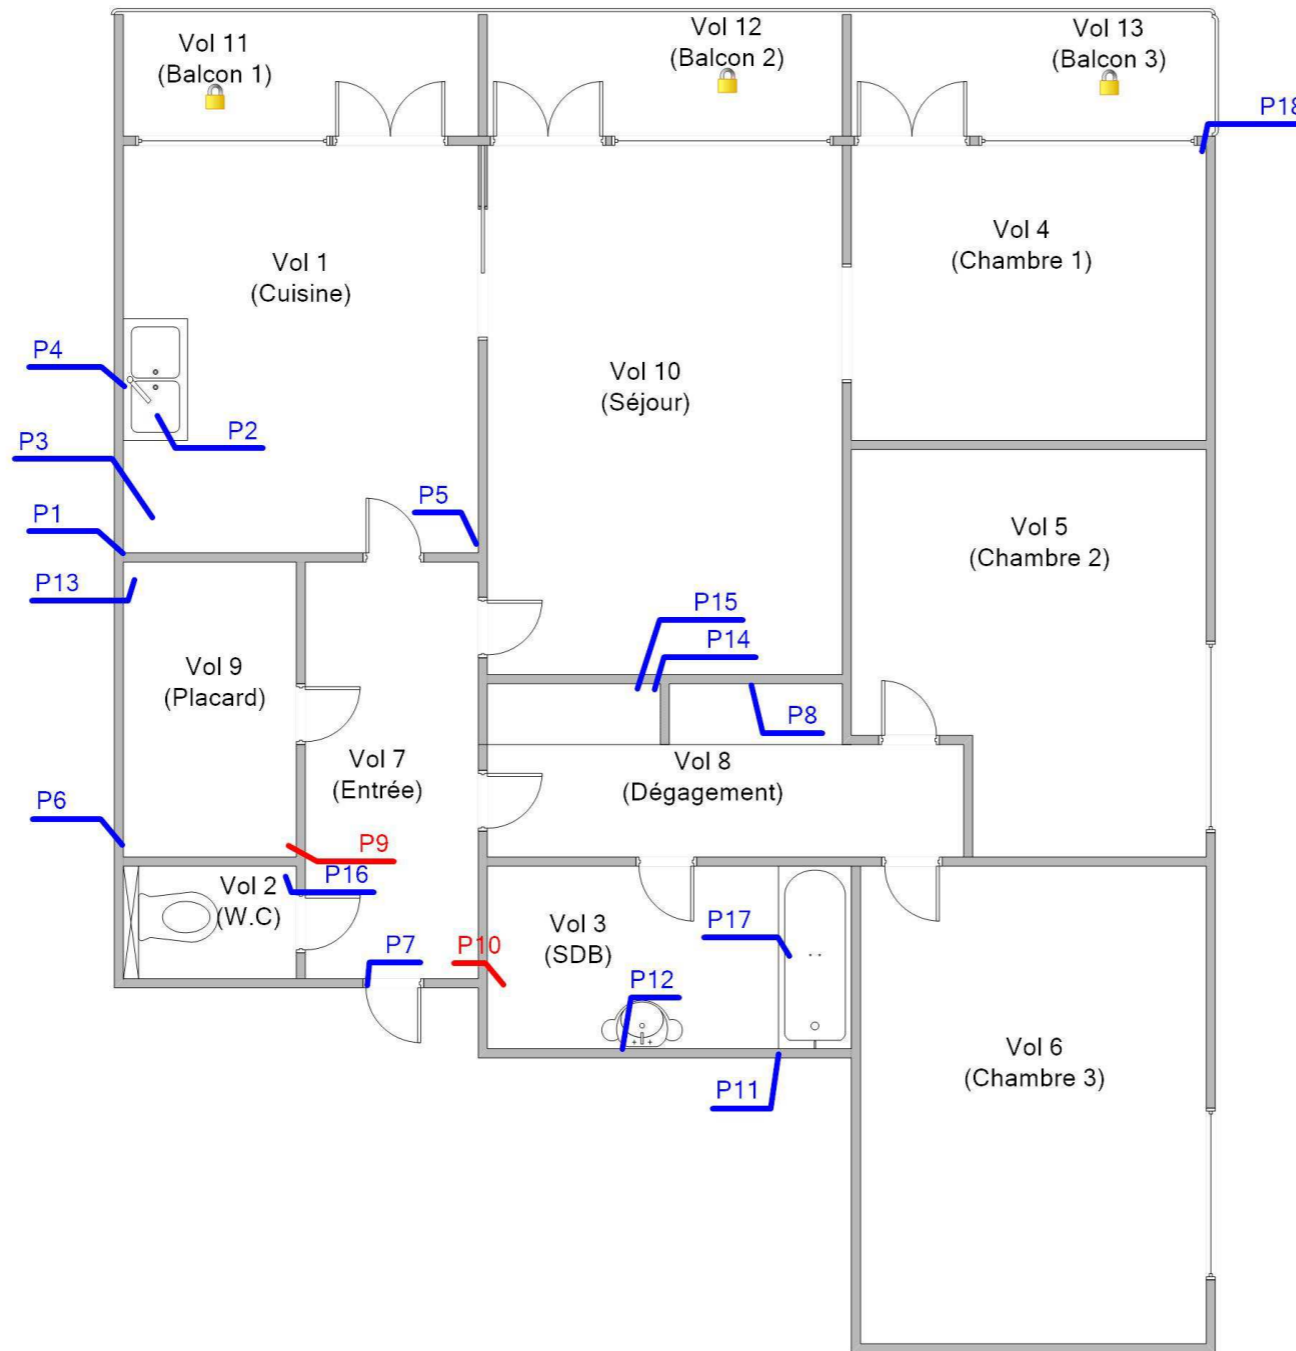 Vol 11
(Balcon 1)
Vol 12
(Balcon 2)
Vol 13
(Balcon 3)
P18
Vol 1
(Cuisine)
Vol 4
(Chambre 1)
P4
Vol 10
(Séjour)
P2
P3
P5
P1
Vol 5
(Chambre 2)
P13
P15
P14
Vol 9
(Placard)
P8
Vol 7
(Entrée)
Vol 8
(Dégagement)
P6
P9
P16
Vol 2
(W.C)
Vol 3
(SDB)
P17
P7
P10
P12
Vol 6
(Chambre 3)
P11